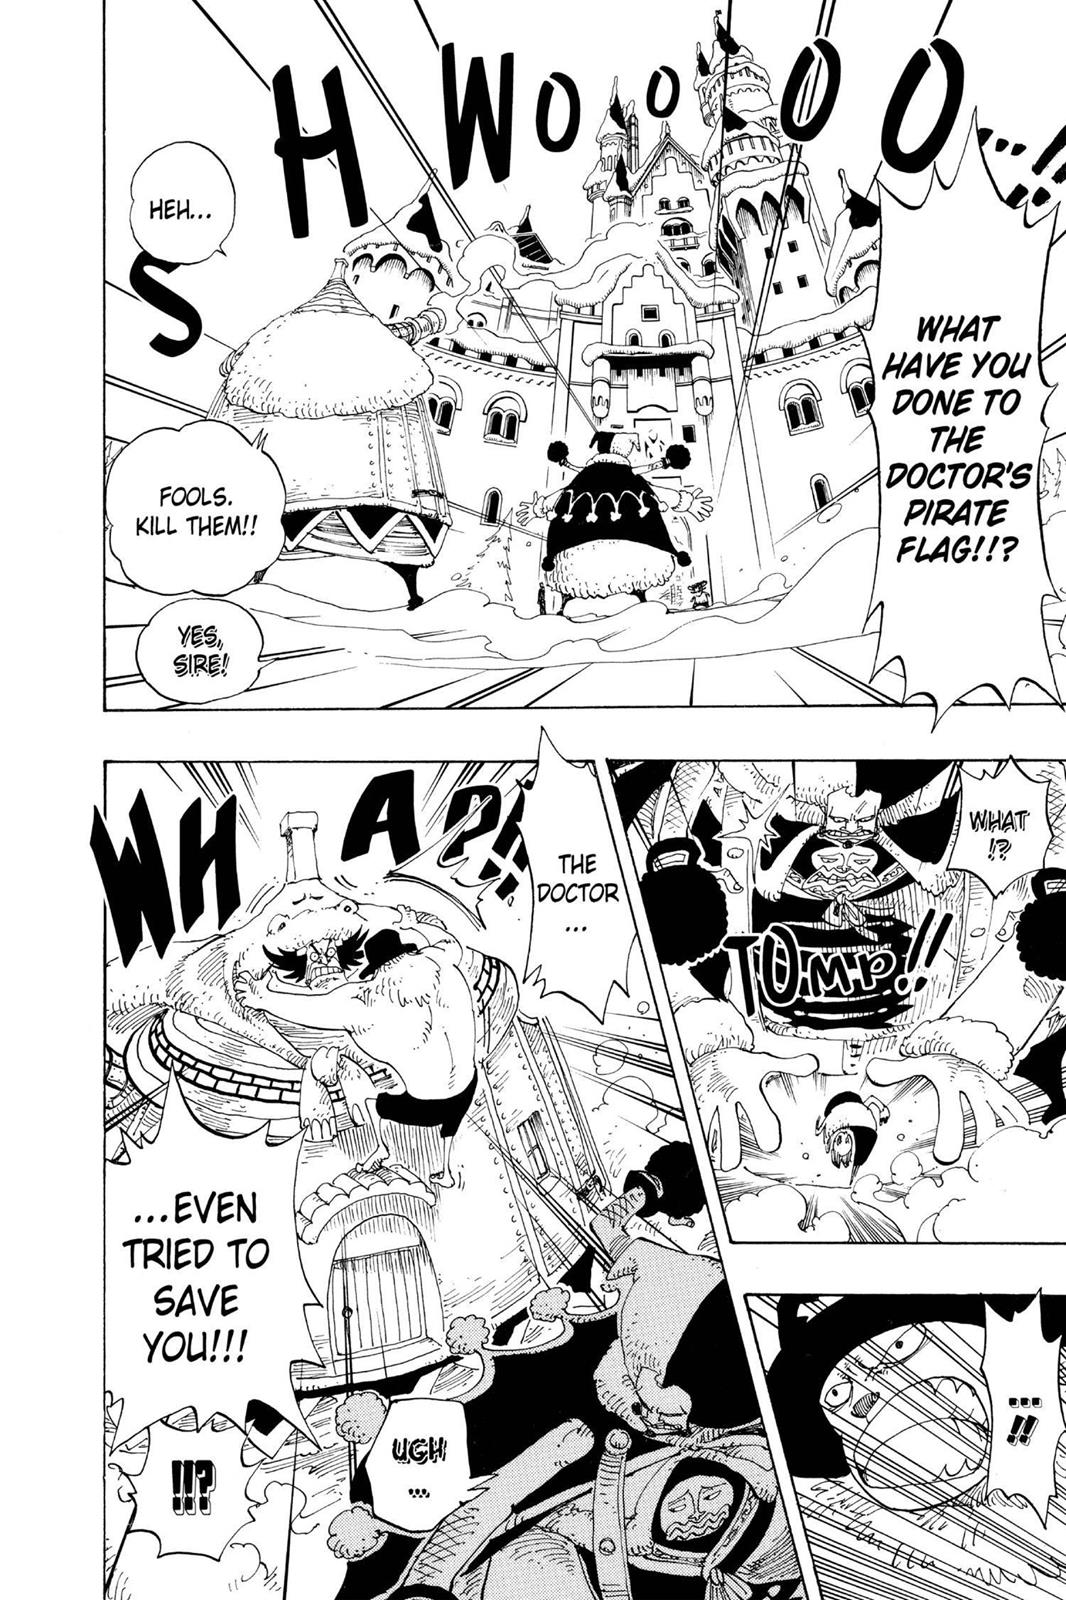 SHWOOOO...!!
WHAT
HAVE YOU
DONE TO
THE
DOCTOR'S
PIRATE
FLAG!!?
HEH...
FOOLS.
KILL THEM!!
YES,
SIRE!
WHAT
!?
TOMP!!
...
!!
THE
DOCTOR
...
WHAP!!
...EVEN
TRIED TO
SAVE
YOU!!!
UGH
...
!!!?